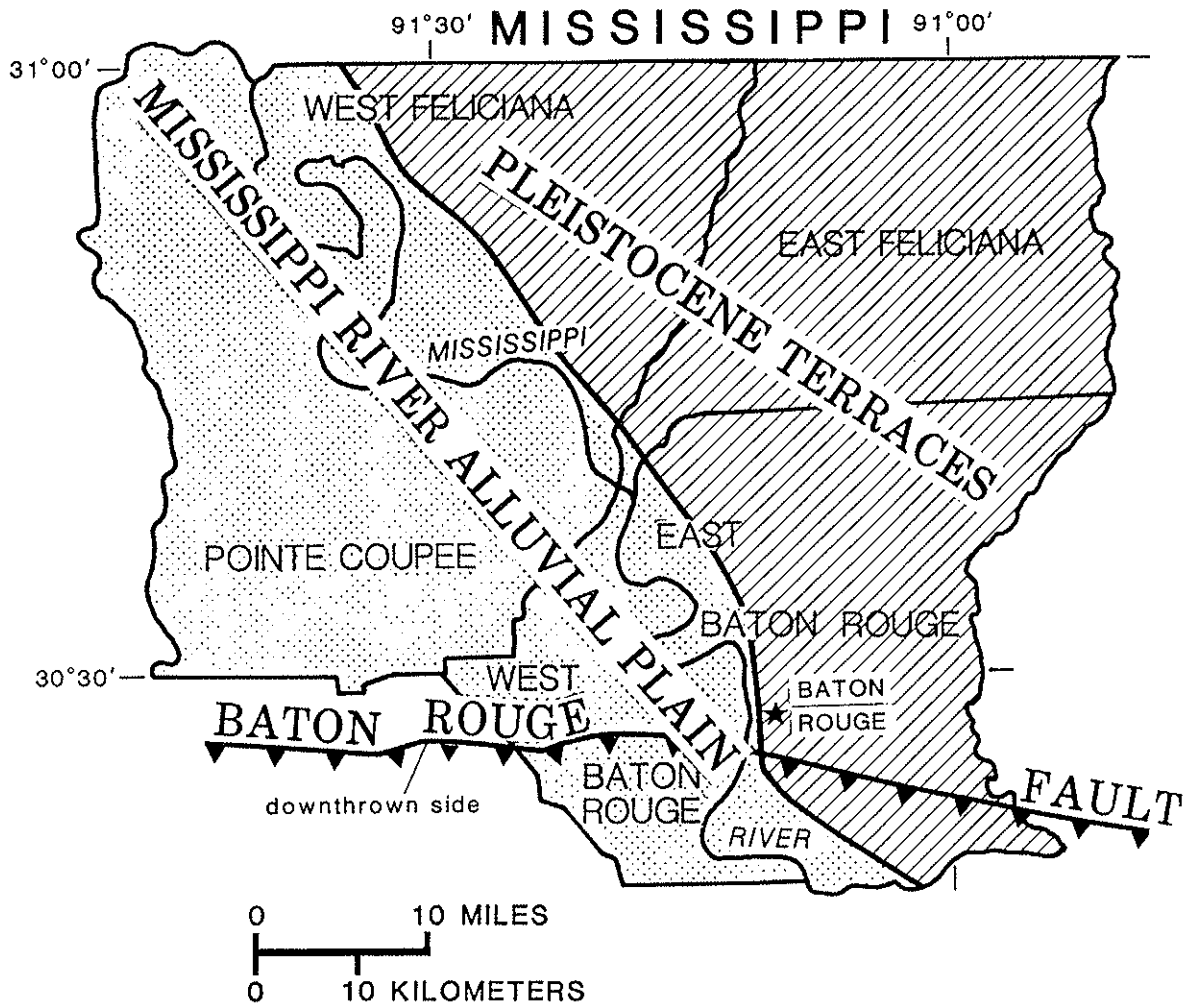 91°30′ MISSISSIPPI 91°00′
31°00′
WEST FELICIANA
MISSISSIPPI RIVER ALLUVIAL PLAIN
PLEISTOCENE TERRACES
EAST FELICIANA
MISSISSIPPI
POINTE COUPEE
EAST
BATON ROUGE
30°30′
WEST
BATON
ROUGE
BATON ROUGE
FAULT
downthrown side
BATON
ROUGE
RIVER
0 10 MILES
0 10 KILOMETERS